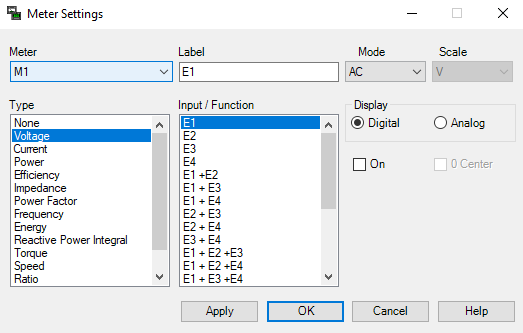 Meter Settings
Meter
Label
Mode
Scale
M1
E1
AC
V
Type
Input / Function
Display
None
Voltage
Current
Power
Efficiency
Impedance
Power Factor
Frequency
Energy
Reactive Power Integral
Torque
Speed
Ratio
E1
E2
E3
E4
E1 +E2
E1 + E3
E1 + E4
E2 + E3
E2 + E4
E3 + E4
E1 + E2 +E3
E1 + E2 +E4
E1 + E3 +E4
Digital
Analog
On
0 Center
Apply
OK
Cancel
Help